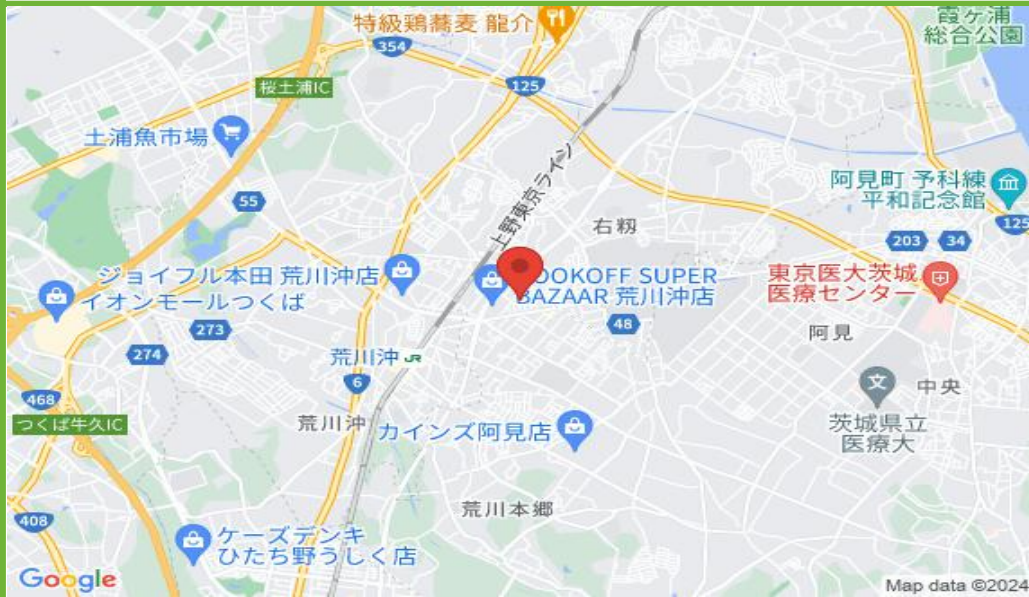 特級鶏蕎麦 龍介
霞ヶ浦
総合公園
354
125
桜土浦IC
土浦魚市場
上野東京ライン
阿見町 予科練
平和記念館
125
55
右籾
203
34
ジョイフル本田 荒川沖店
イオンモールつくば
OOKOFF SUPER
BAZAAR 荒川沖店
東京医大茨城
医療センター
273
48
阿見
274
荒川沖
JR
6
中央
468
つくば牛久IC
荒川沖
カインズ阿見店
茨城県立
医療大
408
荒川本郷
ケーズデンキ
ひたち野うしく店
Google
Map data ©2024